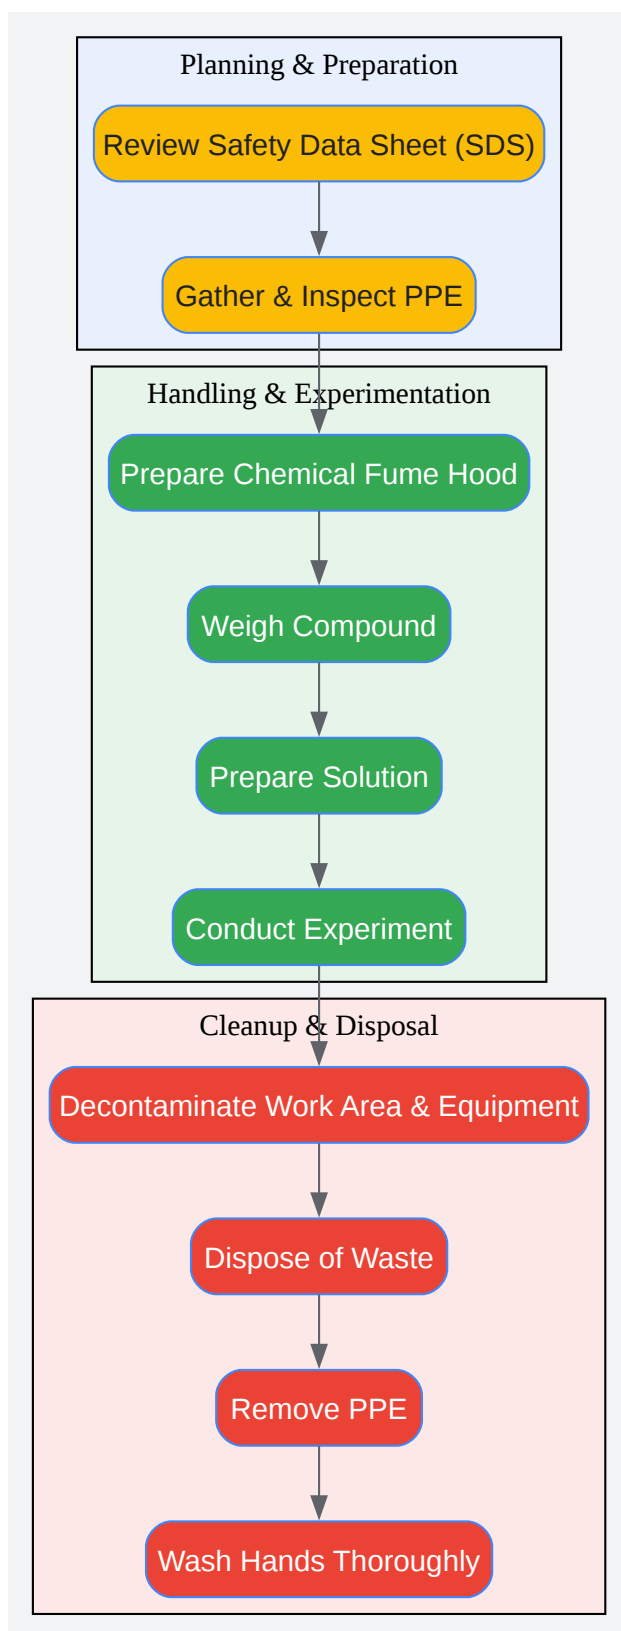 Planning & Preparation
Review Safety Data Sheet (SDS)
Gather & Inspect PPE
Handling & Experimentation
Prepare Chemical Fume Hood
Weigh Compound
Prepare Solution
Conduct Experiment
Cleanup & Disposal
Decontaminate Work Area & Equipment
Dispose of Waste
Remove PPE
Wash Hands Thoroughly